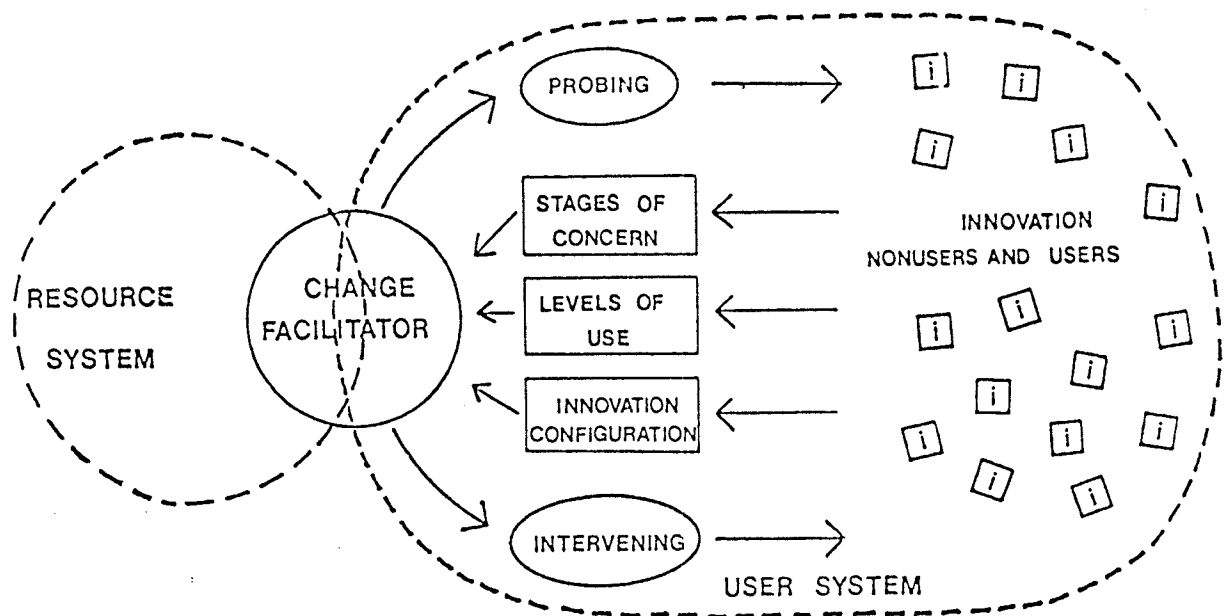 PROBING
i
i
i
i
i
STAGES OF
CONCERN
INNOVATION
NONUSERS AND USERS
RESOURCE
SYSTEM
CHANGE
FACILITATOR
LEVELS OF
USE
i
i
i
i
i
INNOVATION
CONFIGURATION
i
i
i
i
i
INTERVENING
USER SYSTEM